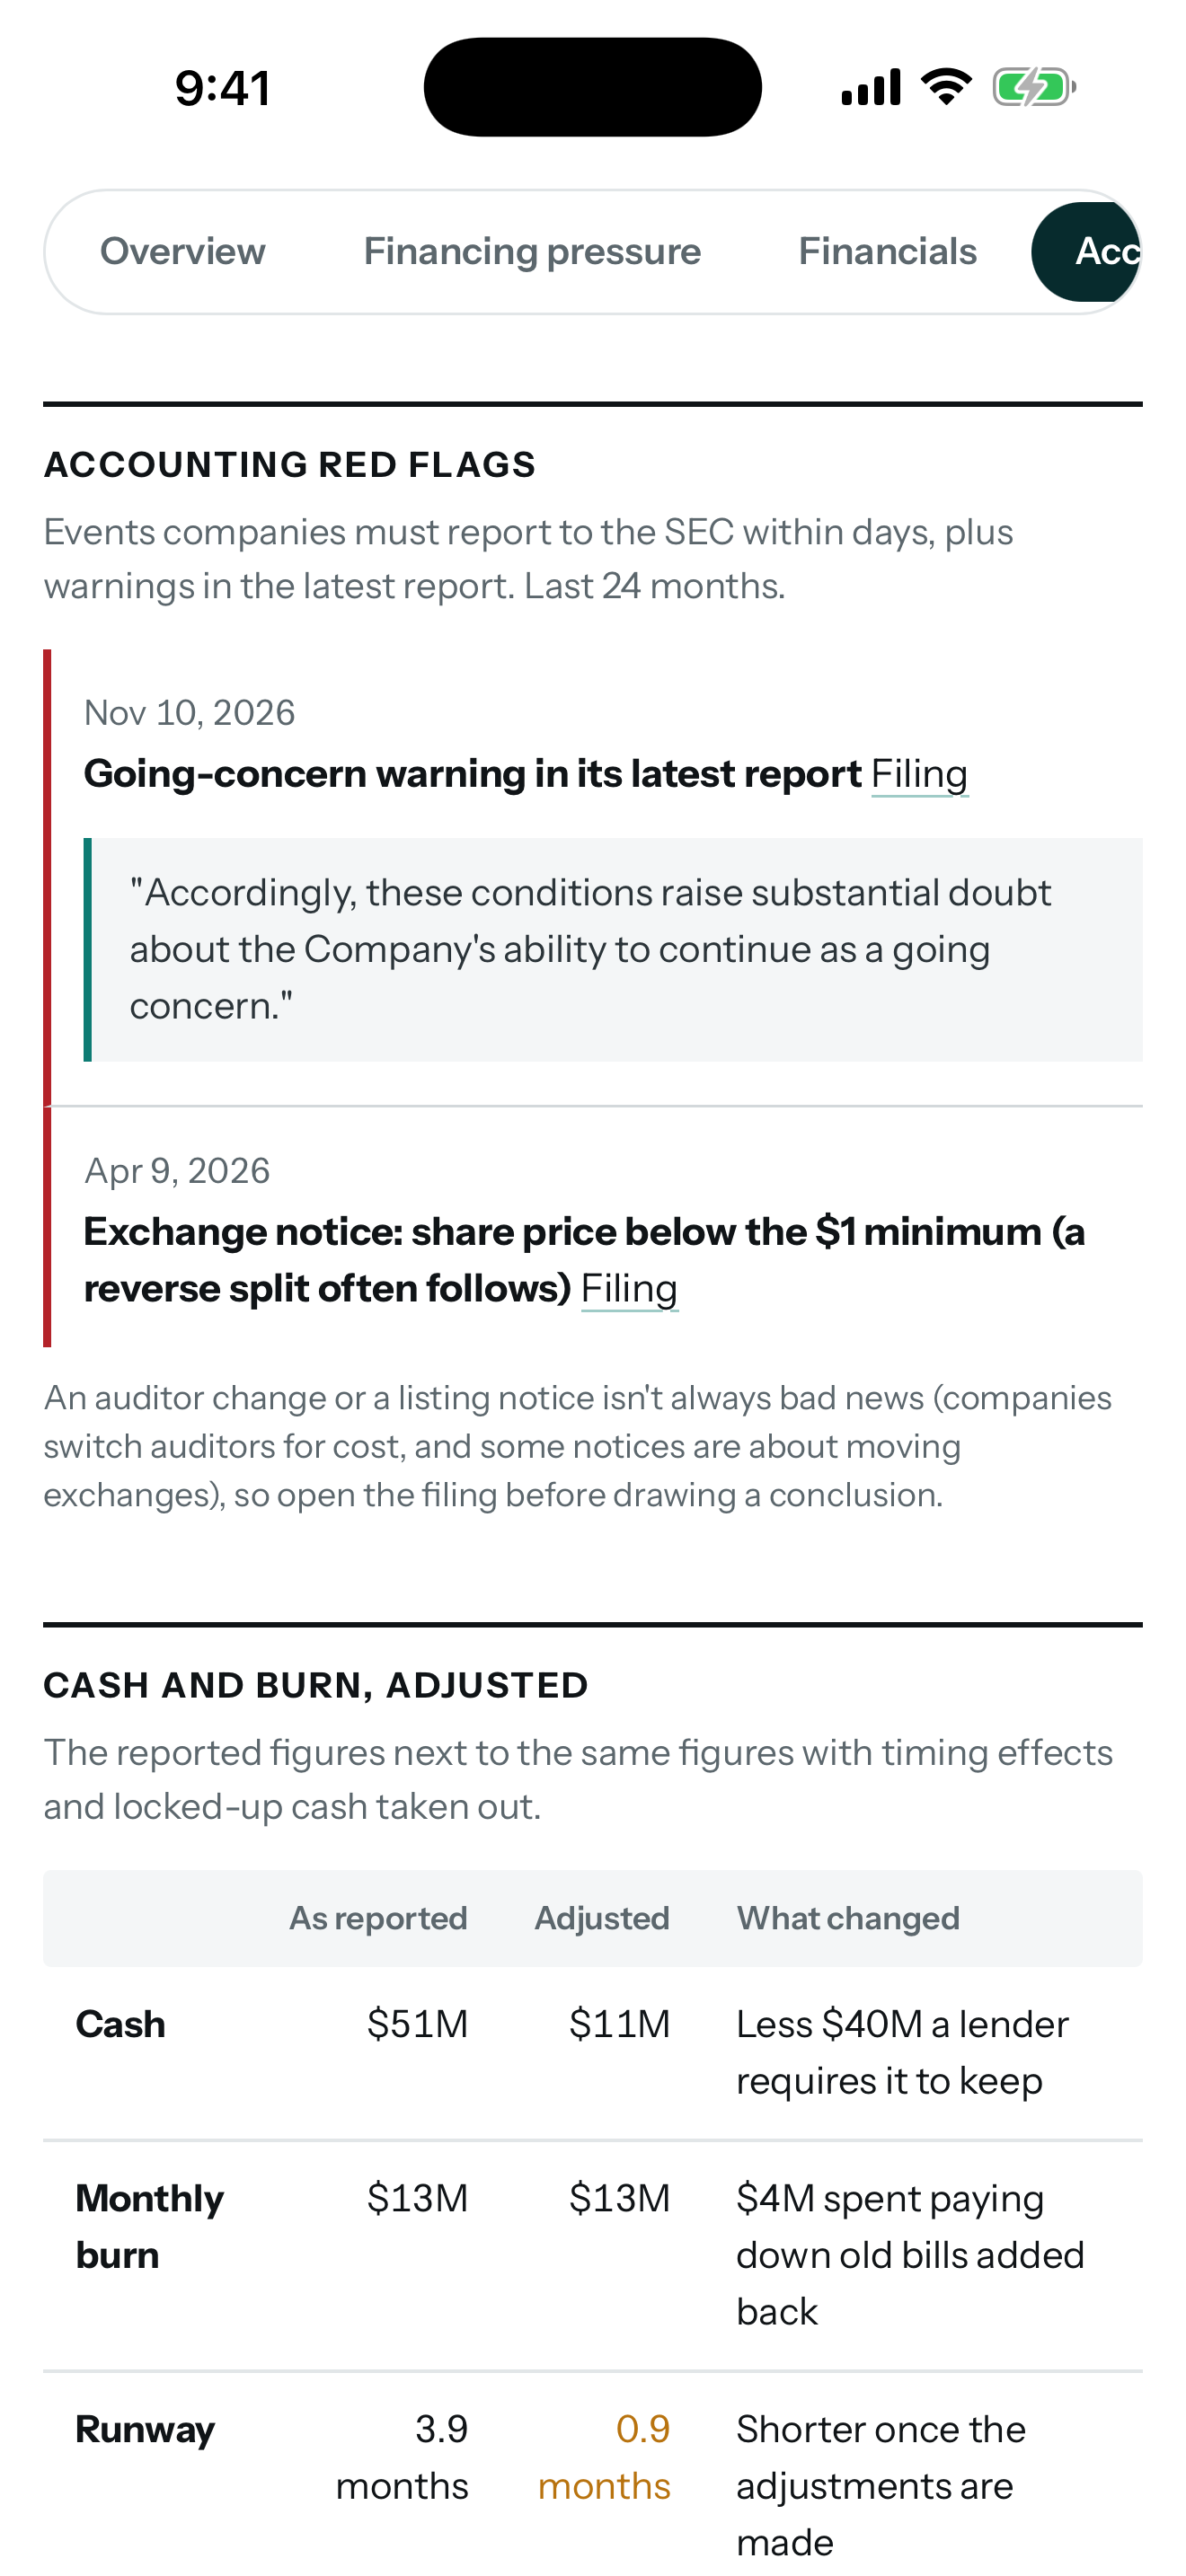 9:41
Overview Financing pressure Financials Acc
ACCOUNTING RED FLAGS
Events companies must report to the SEC within days, plus
warnings in the latest report. Last 24 months.
Nov 10, 2026
Going-concern warning in its latest report Filing
"Accordingly, these conditions raise substantial doubt
about the Company's ability to continue as a going
concern."
Apr 9, 2026
Exchange notice: share price below the $1 minimum (a
reverse split often follows) Filing
An auditor change or a listing notice isn't always bad news (companies
switch auditors for cost, and some notices are about moving
exchanges), so open the filing before drawing a conclusion.
CASH AND BURN, ADJUSTED
The reported figures next to the same figures with timing effects
and locked-up cash taken out.
As reported Adjusted What changed
Cash $51M $11M Less $40M a lender
requires it to keep
Monthly $13M $13M $4M spent paying
burn down old bills added
back
Runway 3.9 0.9 Shorter once the
months months adjustments are
made